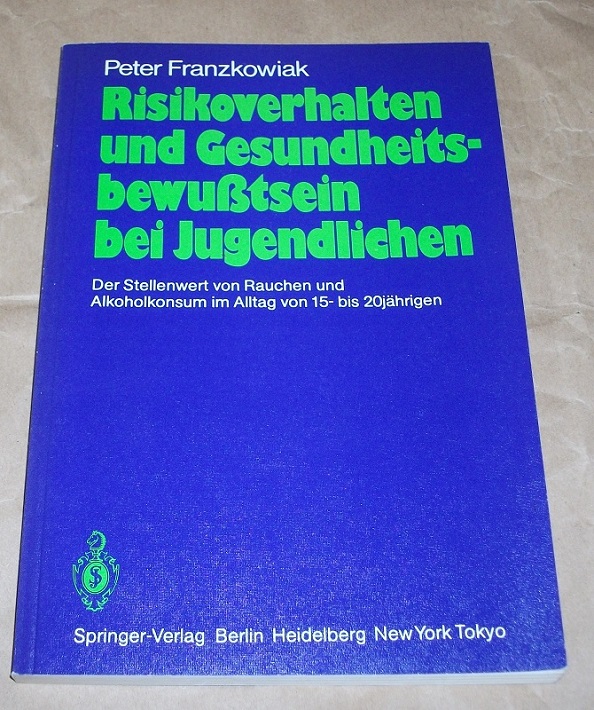 Peter Franzkowiak
Risikoverhalten
und Gesundheits-
bewußtsein
bei Jugendlichen
Der Stellenwert von Rauchen und
Alkoholkonsum im Alltag von 15- bis 20jährigen
S
Springer-Verlag Berlin Heidelberg New York Tokyo